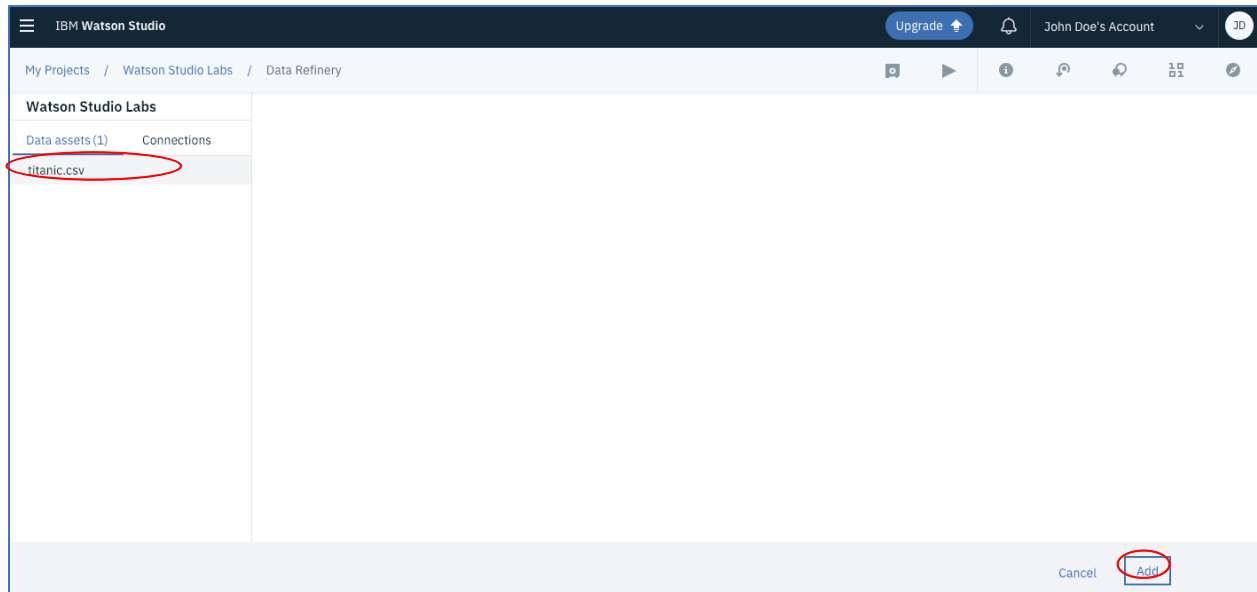 IBM Watson Studio
Upgrade
John Doe's Account
JD
My Projects / Watson Studio Labs / Data Refinery
Watson Studio Labs
Data assets (1)
Connections
titanic.csv
Cancel
Add